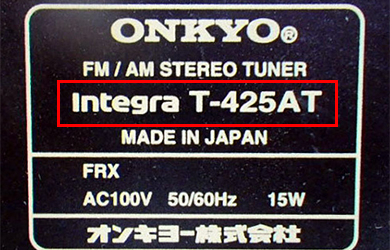 ONKYO®
FM / AM STEREO TUNER
Integra T-425AT
MADE IN JAPAN
FRX
AC100V 50/60Hz 15W
オンキヨー株式会社